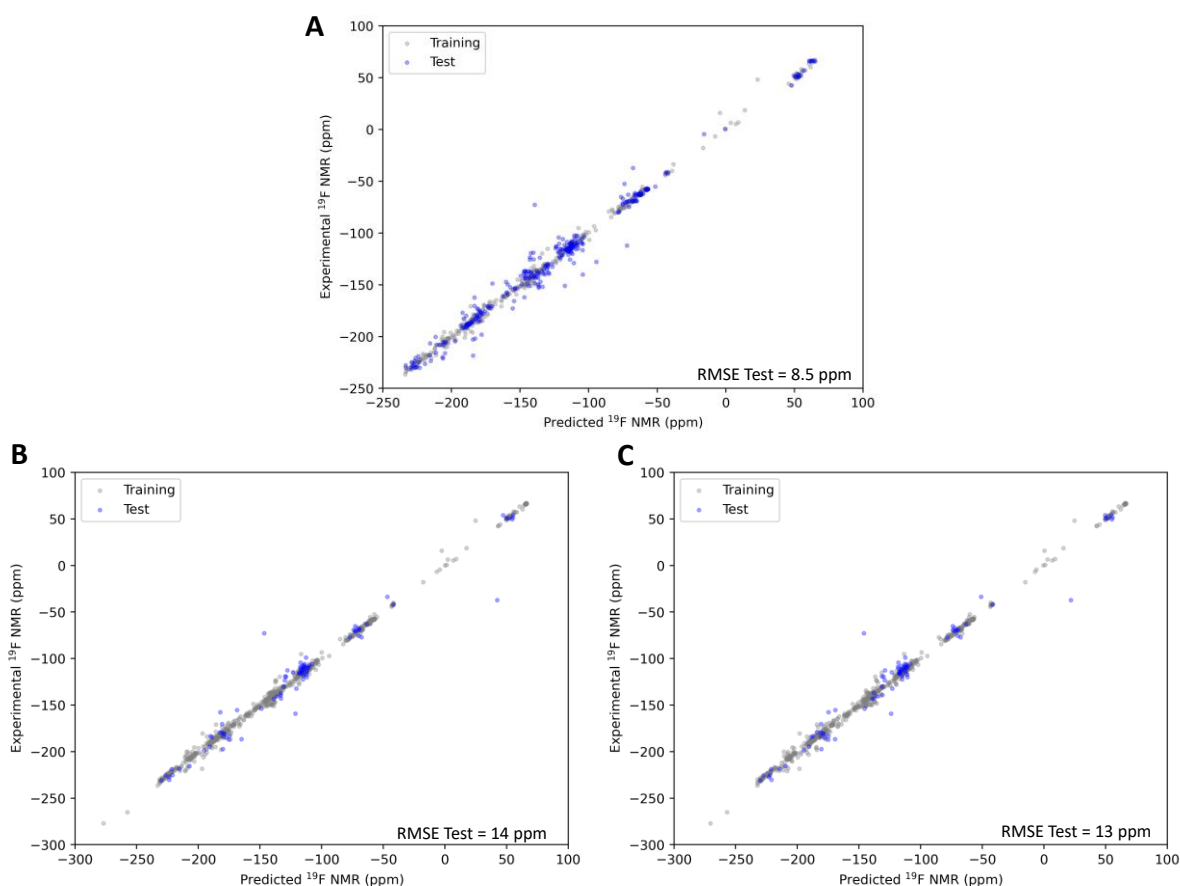 A
Training
Test
100
50
0
−50
−100
−150
−200
−250
Experimental ¹⁹F NMR (ppm)
RMSE Test = 8.5 ppm
−250 −200 −150 −100 −50 0 50 100
Predicted ¹⁹F NMR (ppm)
B
Training
Test
100
50
0
−50
−100
−150
−200
−250
−300
Experimental ¹⁹F NMR (ppm)
RMSE Test = 14 ppm
−300 −250 −200 −150 −100 −50 0 50 100
Predicted ¹⁹F NMR (ppm)
C
Training
Test
100
50
0
−50
−100
−150
−200
−250
−300
Experimental ¹⁹F NMR (ppm)
RMSE Test = 13 ppm
−300 −250 −200 −150 −100 −50 0 50 100
Predicted ¹⁹F NMR (ppm)